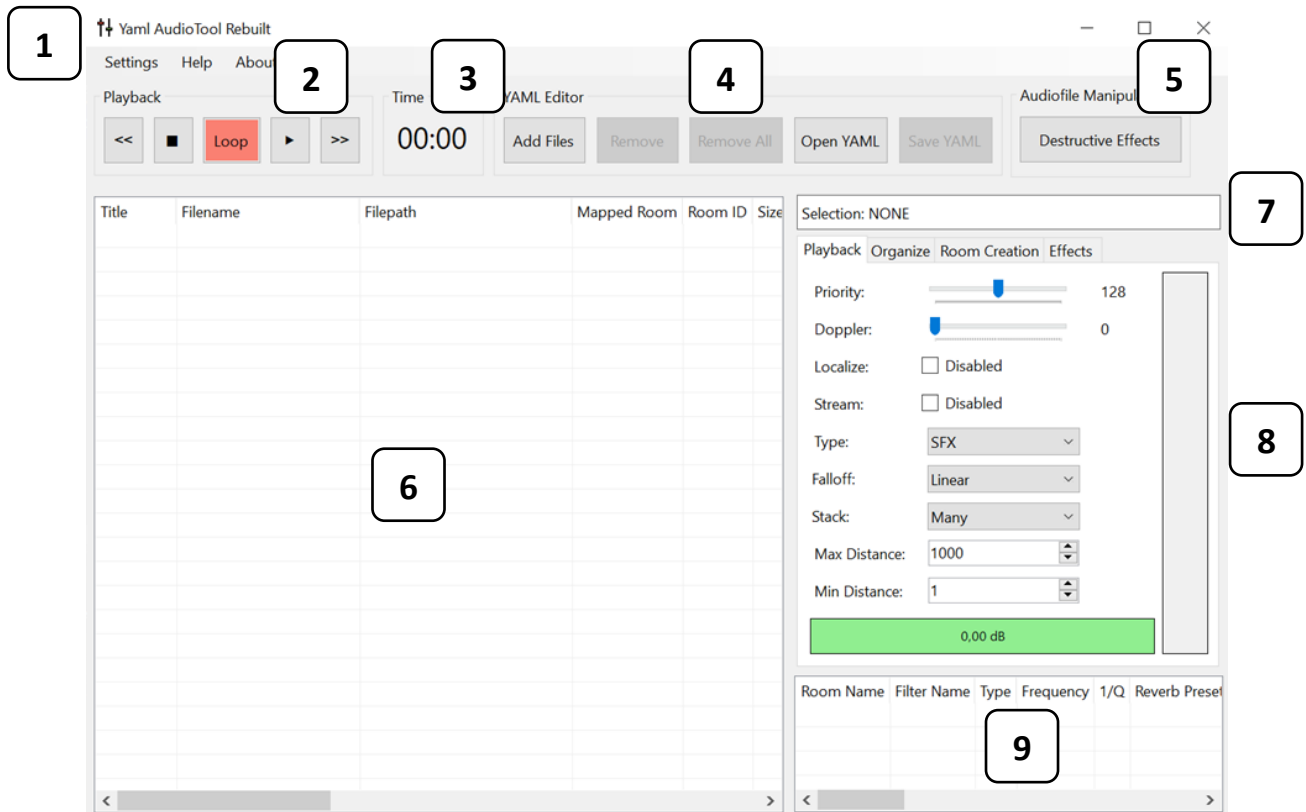 1
Yaml AudioTool Rebuilt
Settings Help About
2
3
4
5
Playback
Time
YAML Editor
Audiofile Manipul
<< ■ Loop ► >>
00:00
Add Files Remove Remove All Open YAML Save YAML
Destructive Effects
Title Filename Filepath Mapped Room Room ID Size
6
Selection: NONE
7
Playback Organize Room Creation Effects
Priority: 128
Doppler: 0
Localize: Disabled
Stream: Disabled
8
Type: SFX
Falloff: Linear
Stack: Many
Max Distance: 1000
Min Distance: 1
0,00 dB
Room Name Filter Name Type Frequency 1/Q Reverb Preset
9